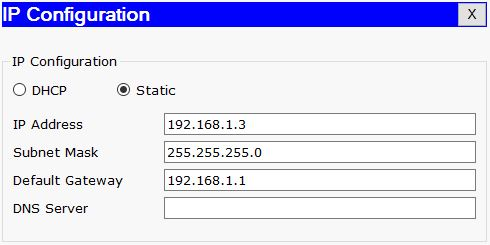 IP Configuration X
IP Configuration
DHCP Static
IP Address 192.168.1.3
Subnet Mask 255.255.255.0
Default Gateway 192.168.1.1
DNS Server